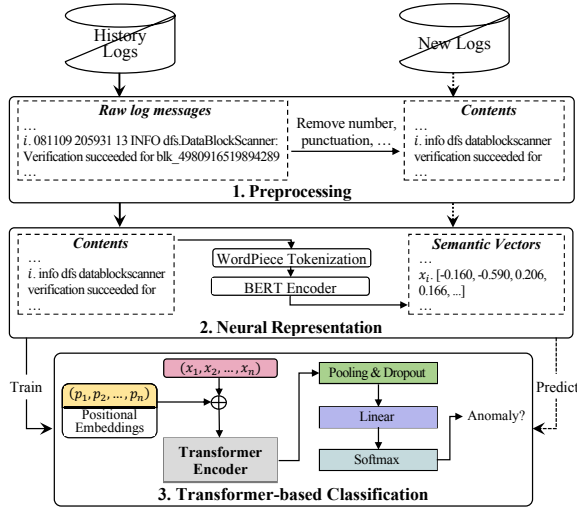 History
Logs
New Logs
Raw log messages
...
i. 081109 205931 13 INFO dfs.DataBlockScanner:
Verification succeeded for blk_4980916519894289
...
Remove number,
punctuation, ...
Contents
...
i. info dfs datablockscanner
verification succeeded for
...
1. Preprocessing
Contents
...
i. info dfs datablockscanner
verification succeeded for
...
WordPiece Tokenization
BERT Encoder
Semantic Vectors
...
xᵢ. [-0.160, -0.590, 0.206,
0.166, ...]
...
2. Neural Representation
Train
(x₁, x₂, ..., xₙ)
(p₁, p₂, ..., pₙ)
Positional
Embeddings
Transformer
Encoder
Pooling & Dropout
Linear
Softmax
Anomaly?
Predict
3. Transformer-based Classification